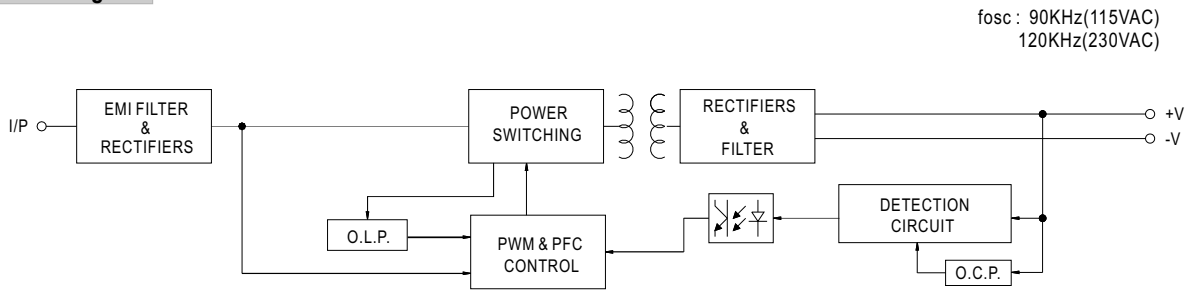 fosc : 90KHz(115VAC)
120KHz(230VAC)
I/P
EMI FILTER
&
RECTIFIERS
POWER
SWITCHING
RECTIFIERS
&
FILTER
+V
-V
O.L.P.
PWM & PFC
CONTROL
DETECTION
CIRCUIT
O.C.P.